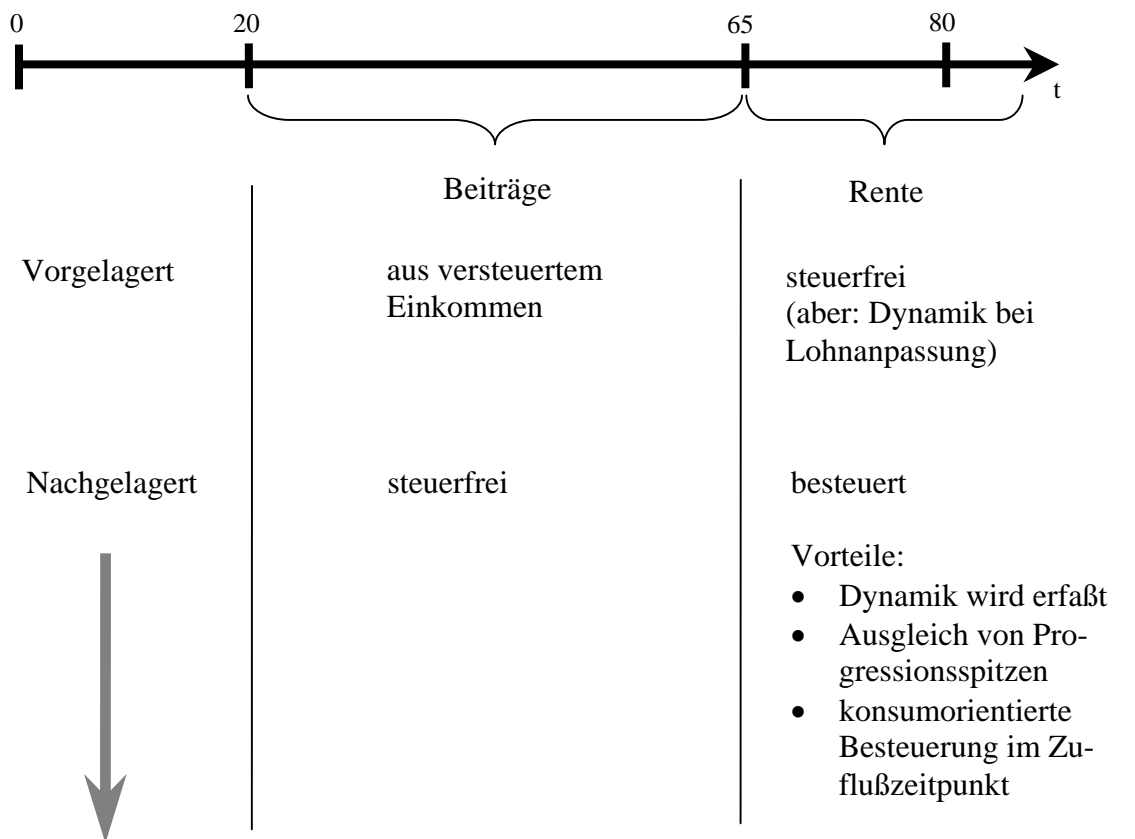 0 20 65 80
t
Beiträge Rente
Vorgelagert
aus versteuertem
Einkommen
steuerfrei
(aber: Dynamik bei
Lohnanpassung)
Nachgelagert steuerfrei besteuert
Vorteile:
• Dynamik wird erfaßt
• Ausgleich von Pro-
gressionsspitzen
• konsumorientierte
Besteuerung im Zu-
flußzeitpunkt